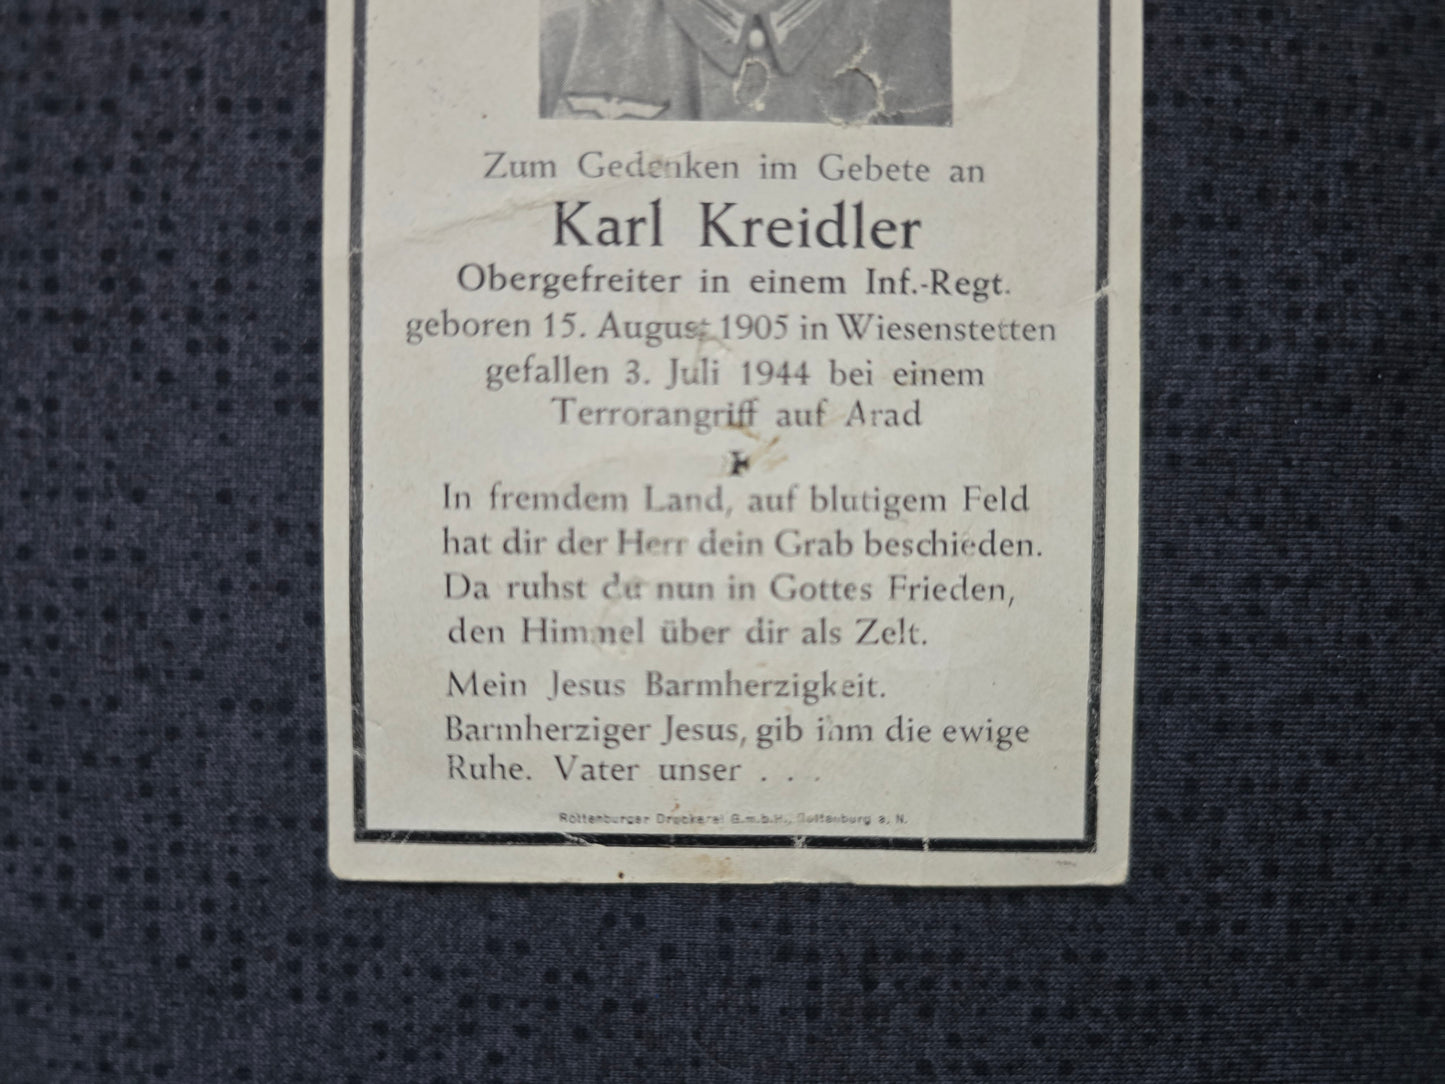 Zum Gedenken im Gebete an
Karl Kreidler
Obergefreiter in einem Inf.-Regt.
geboren 15. August 1905 in Wiesenstetten
gefallen 3. Juli 1944 bei einem
Terrorangriff auf Arad
In fremdem Land, auf blutigem Feld
hat dir der Herr dein Grab beschieden.
Da ruhst du nun in Gottes Frieden,
den Himmel über dir als Zelt.
Mein Jesus Barmherzigkeit.
Barmherziger Jesus, gib ihm die ewige
Ruhe. Vater unser . . .
Rottenburger Druckerei G.m.b.H., Rottenburg a. N.